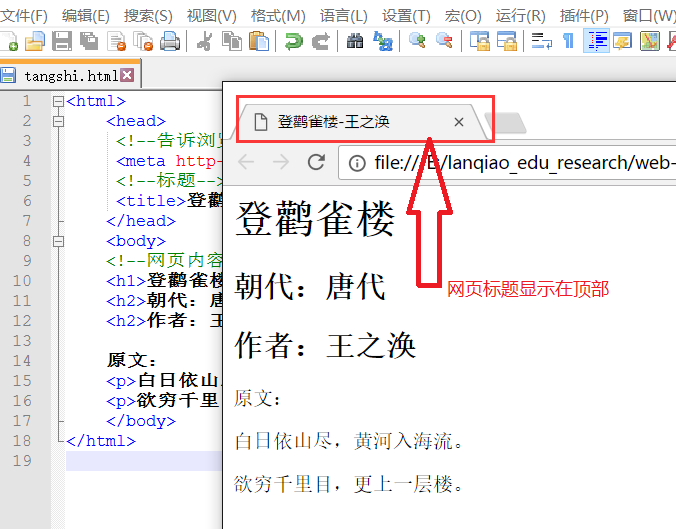 文件(F) 编辑(E) 搜索(S) 视图(V) 格式(M) 语言(L) 设置(T) 宏(O) 运行(R) 插件(P) 窗口(W)
tangshi.html
1 <html>
2 <head>
3 <!--告诉浏
4 <meta http-
5 <!--标题--
6 <title>登
7 </head>
8 <body>
9 <!--网页内容
10 <h1>登鹳雀楼
11 <h2>朝代:
12 <h2>作者:王
13
14 原文:
15 <p>白日依山
16 <p>欲穷千里
17 </body>
18 </html>
19
登鹳雀楼-王之涣
file:///E/lanqiao_edu_research/web-
登鹳雀楼
朝代:唐代
作者:王之涣
原文:
白日依山尽,黄河入海流。
欲穷千里目,更上一层楼。
网页标题显示在顶部